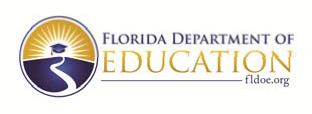 FLORIDA DEPARTMENT OF
EDUCATION
fldoe.org